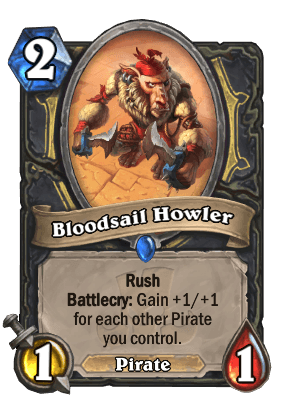 2
Bloodsail Howler
Rush
Battlecry: Gain +1/+1
for each other Pirate
you control.
1
Pirate
1